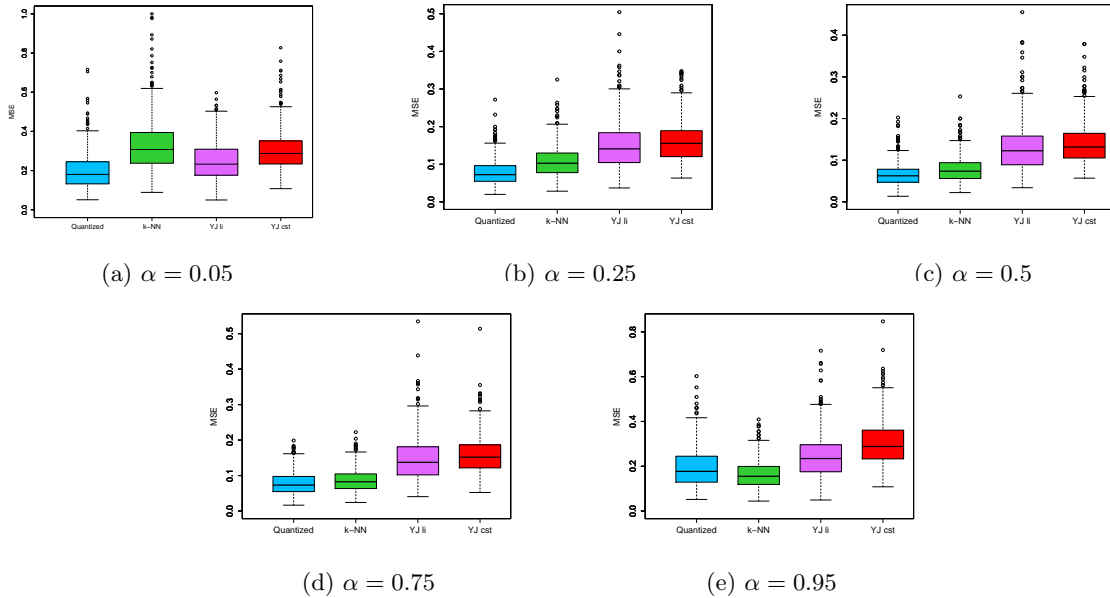 MSE
0.0 0.2 0.4 0.6 0.8 1.0
Quantized k−NN YJ li YJ cst
(a) α = 0.05
MSE
0.0 0.1 0.2 0.3 0.4 0.5
Quantized k−NN YJ li YJ cst
(b) α = 0.25
MSE
0.0 0.1 0.2 0.3 0.4
Quantized k−NN YJ li YJ cst
(c) α = 0.5
MSE
0.0 0.1 0.2 0.3 0.4 0.5
Quantized k−NN YJ li YJ cst
(d) α = 0.75
MSE
0.0 0.2 0.4 0.6 0.8
Quantized k−NN YJ li YJ cst
(e) α = 0.95